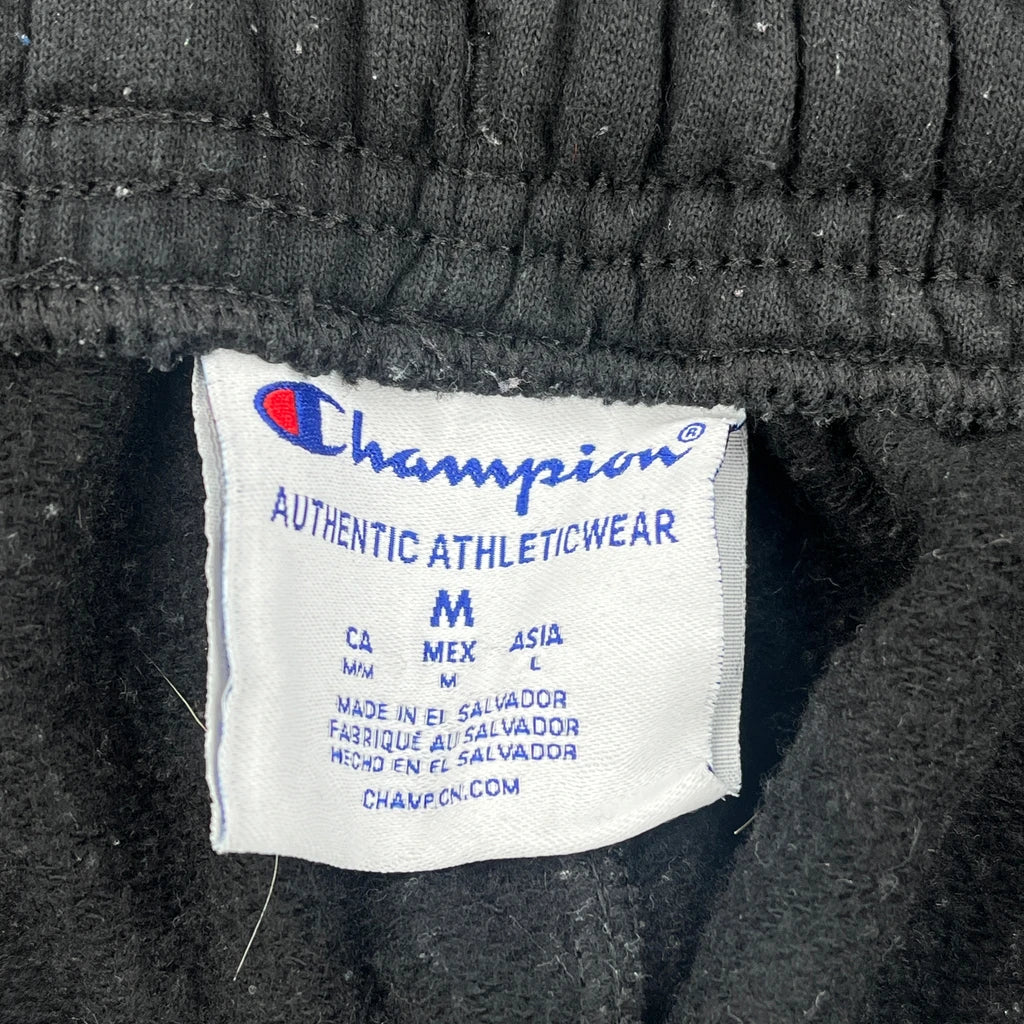 Champion®
AUTHENTIC ATHLETICWEAR
M
CA MEX ASIA
M/M M L
MADE IN EL SALVADOR
FABRIQUÉ AU SALVADOR
HECHO EN EL SALVADOR
CHAMPION.COM